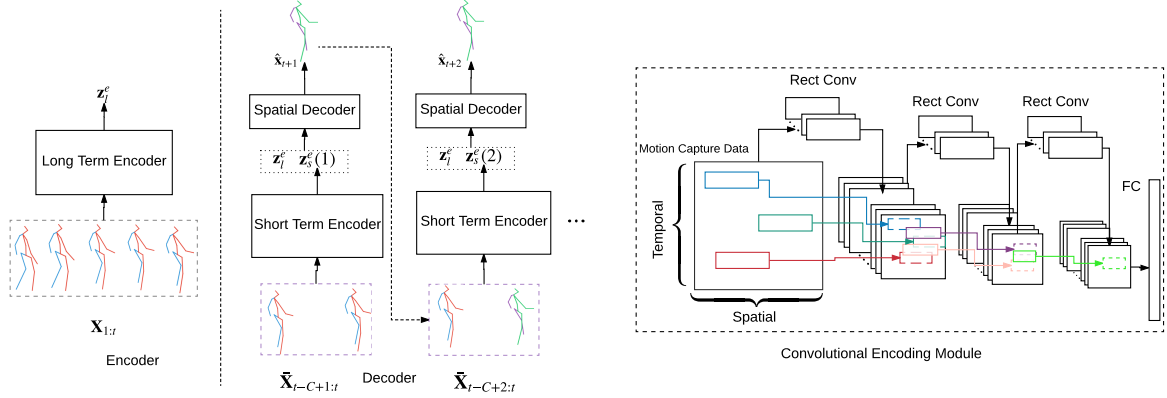 z_l^e
Long Term Encoder
X_{1:t}
Encoder
x̂_{t+1}
Spatial Decoder
z_l^e z_s^e(1)
Short Term Encoder
X̄_{t−C+1:t}
Decoder
x̂_{t+2}
Spatial Decoder
z_l^e z_s^e(2)
Short Term Encoder
...
X̄_{t−C+2:t}
Rect Conv
Rect Conv
Rect Conv
Motion Capture Data
Temporal
Spatial
FC
Convolutional Encoding Module